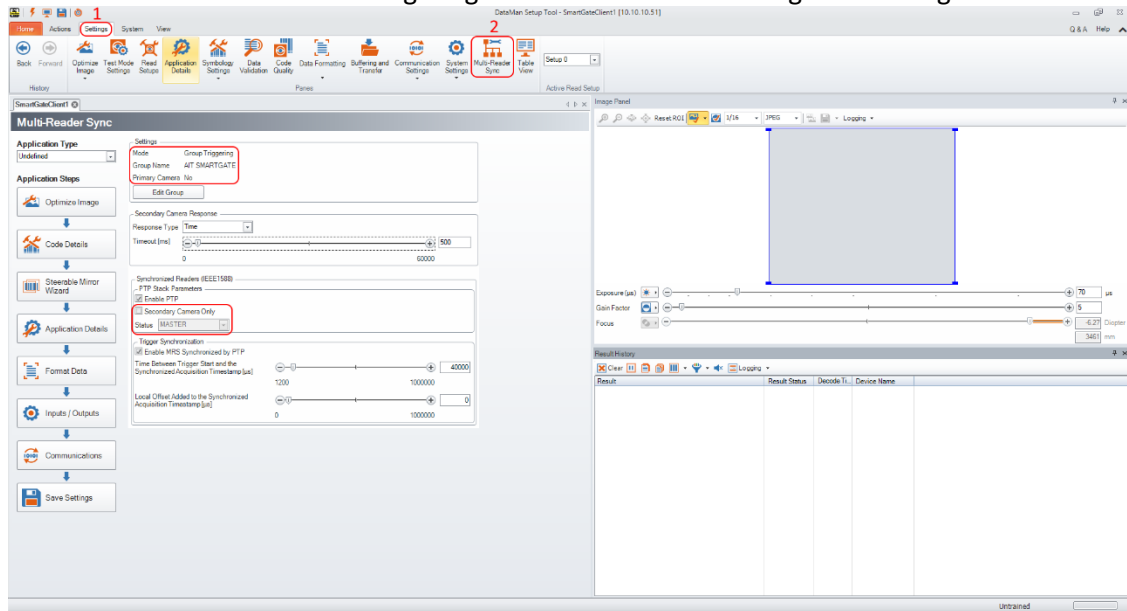 DataMan Setup Tool - SmartGateClient1 [10.10.10.51]
1
2
Home Actions Settings System View
Q & A Help
Back
Forward
Optimize Image
Test Mode Settings
Read Setups
Application Details
Symbology Settings
Data Validation
Code Quality
Data Formatting
Buffering and Transfer
Communication Settings
System Settings
Multi-Reader Sync
Table View
Setup 0
History
Panes
Active Read Setup
SmartGateClient1
Multi-Reader Sync
Application Type
Undefined
Application Steps
Optimize Image
Code Details
Steerable Mirror Wizard
Application Details
Format Data
Inputs / Outputs
Communications
Save Settings
Settings
Mode Group Triggering
Group Name AIT SMARTGATE
Primary Camera No
Edit Group
Secondary Camera Response
Response Type Time
Timeout [ms] 500
0 60000
Synchronized Readers (IEEE1588)
PTP Stack Parameters
Enable PTP
Secondary Camera Only
Status MASTER
Trigger Synchronization
Enable MRS Synchronized by PTP
Time Between Trigger Start and the
Synchronized Acquisition Timestamp [µs] 40000
1200 1000000
Local Offset Added to the Synchronized
Acquisition Timestamp [µs] 0
0 1000000
Image Panel
Reset ROI 1/16 JPEG Logging
Exposure (µs) 70 µs
Gain Factor 5
Focus -6.27 Diopter
3461 mm
Result History
Clear Logging
Result Result Status Decode Ti... Device Name
Untrained